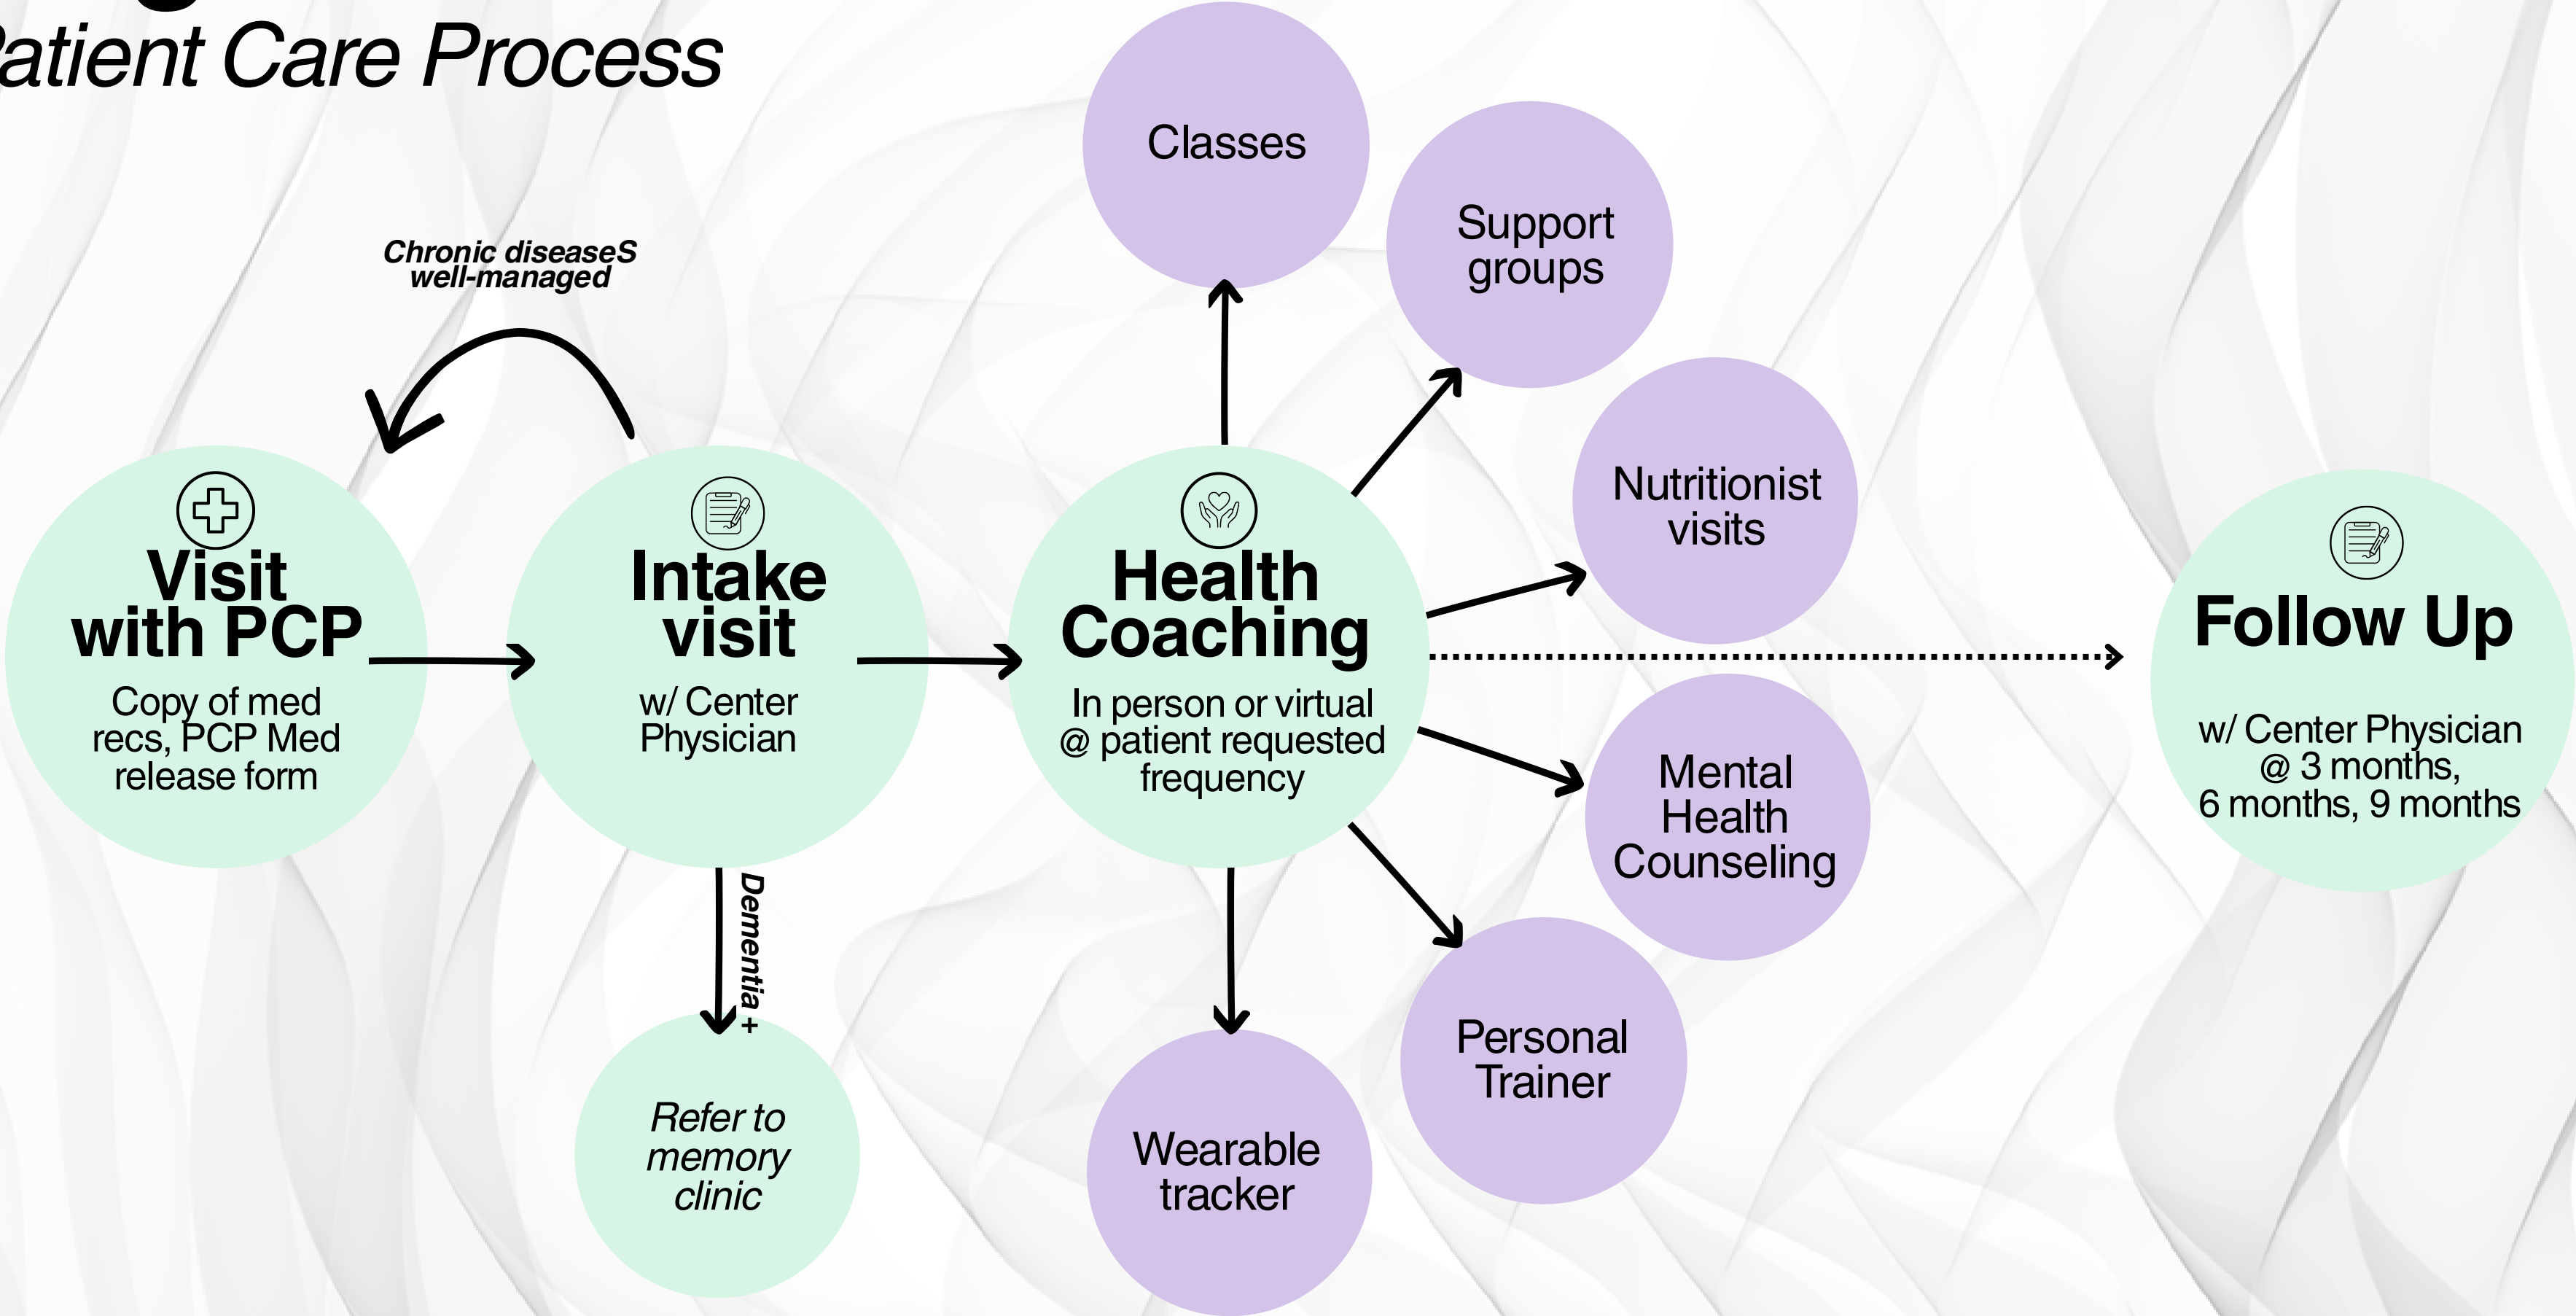 Patient Care Process
Chronic diseaseS
well-managed
Visit
with PCP
Copy of med
recs, PCP Med
release form
Intake
visit
w/ Center
Physician
Dementia +
Refer to
memory
clinic
Health
Coaching
In person or virtual
@ patient requested
frequency
Classes
Support
groups
Nutritionist
visits
Mental
Health
Counseling
Personal
Trainer
Wearable
tracker
Follow Up
w/ Center Physician
@ 3 months,
6 months, 9 months